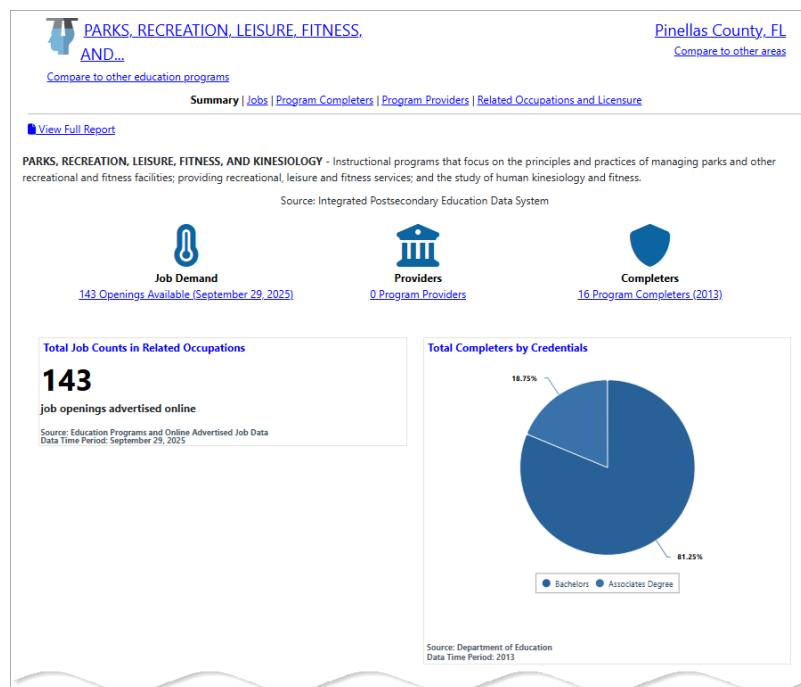 PARKS, RECREATION, LEISURE, FITNESS,
AND...
Compare to other education programs
Pinellas County, FL
Compare to other areas
Summary | Jobs | Program Completers | Program Providers | Related Occupations and Licensure
View Full Report
PARKS, RECREATION, LEISURE, FITNESS, AND KINESIOLOGY - Instructional programs that focus on the principles and practices of managing parks and other
recreational and fitness facilities; providing recreational, leisure and fitness services; and the study of human kinesiology and fitness.
Source: Integrated Postsecondary Education Data System
Job Demand
143 Openings Available (September 29, 2025)
Providers
0 Program Providers
Completers
16 Program Completers (2013)
Total Job Counts in Related Occupations
143
job openings advertised online
Source: Education Programs and Online Advertised Job Data
Data Time Period: September 29, 2025
Total Completers by Credentials
18.75%
81.25%
Bachelors Associates Degree
Source: Department of Education
Data Time Period: 2013